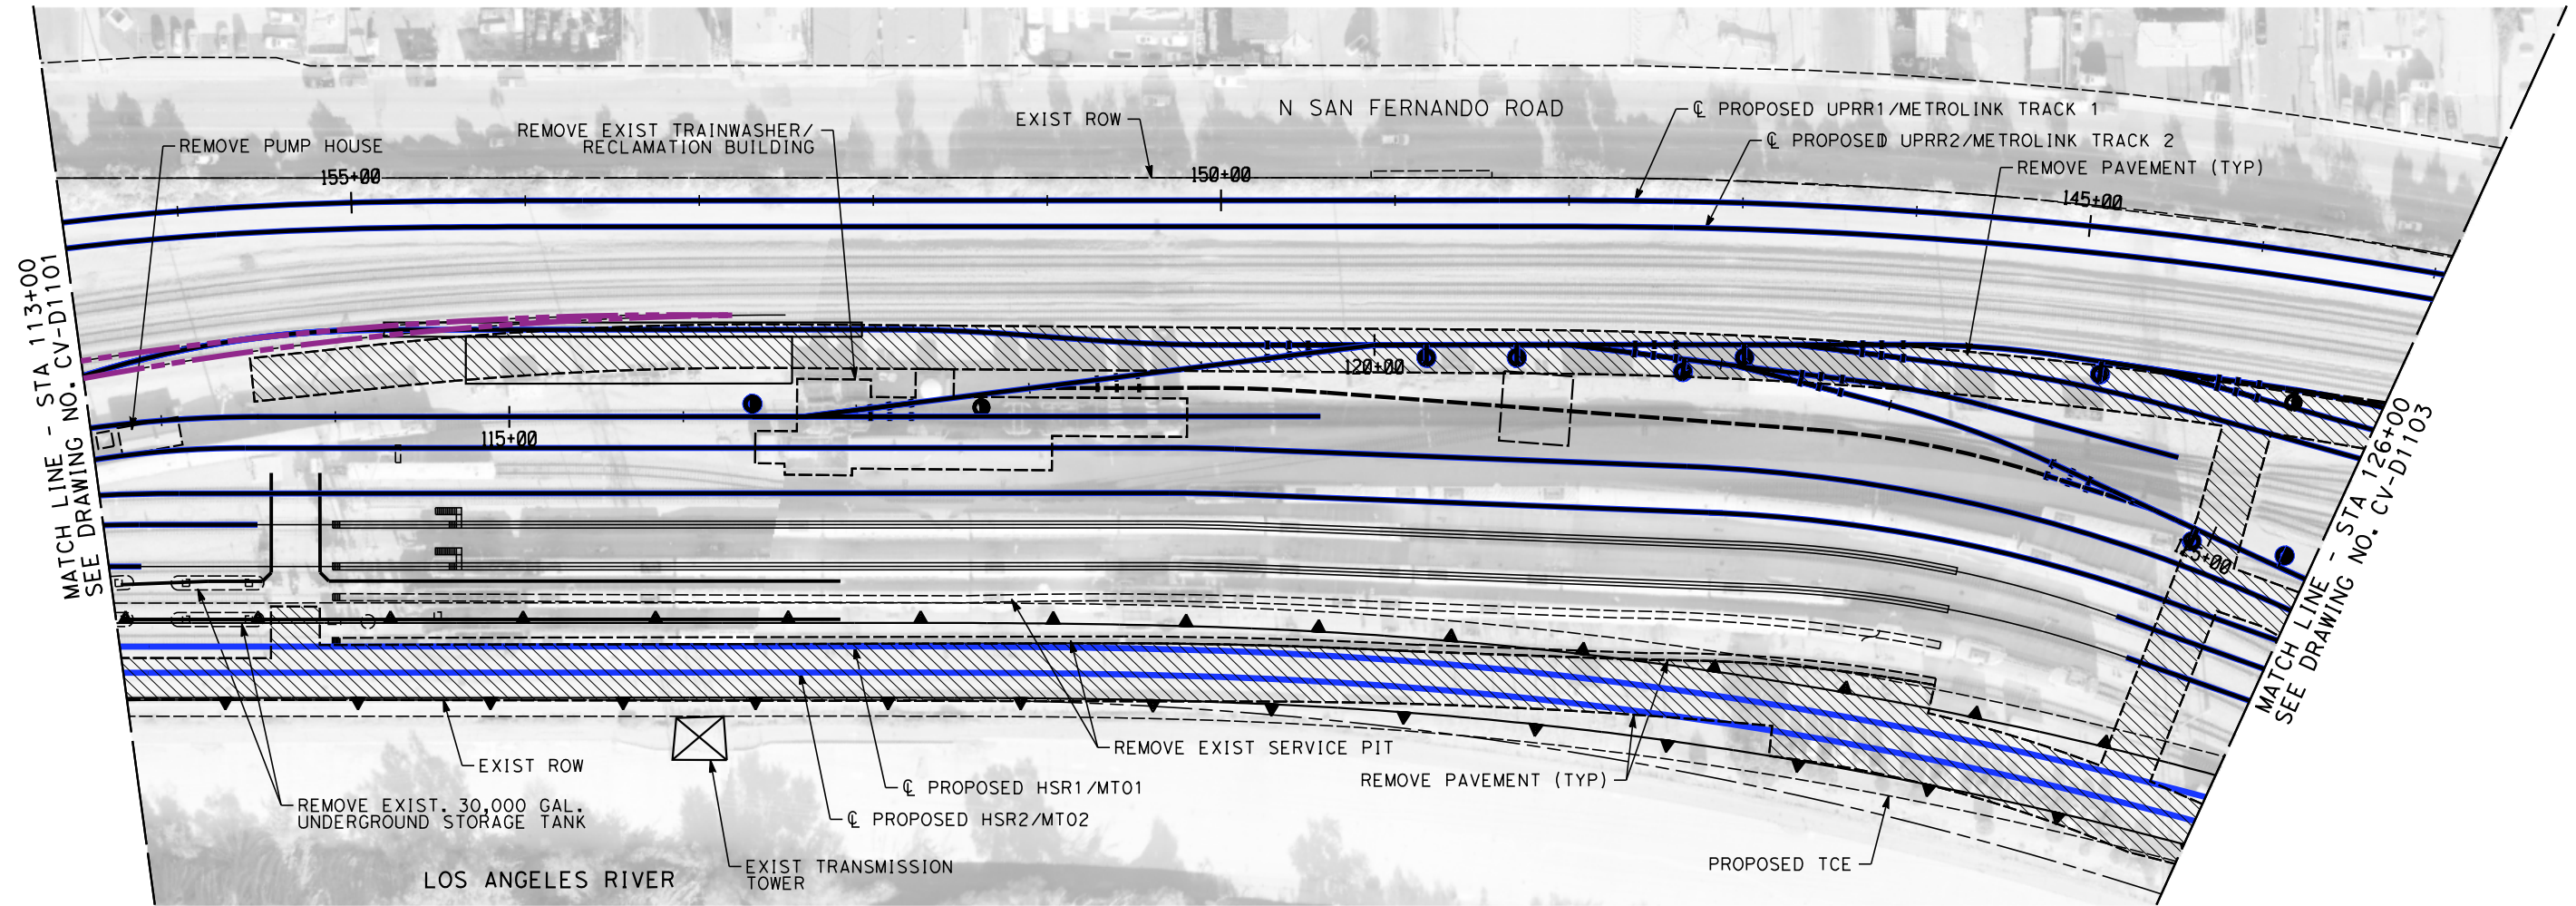 N SAN FERNANDO ROAD
EXIST ROW
℄ PROPOSED UPRR1/METROLINK TRACK 1
℄ PROPOSED UPRR2/METROLINK TRACK 2
REMOVE PAVEMENT (TYP)
REMOVE EXIST TRAINWASHER/
RECLAMATION BUILDING
REMOVE PUMP HOUSE
155+00
150+00
145+00
MATCH LINE - STA 113+00
SEE DRAWING NO. CV-D1101
120+00
115+00
125+00
MATCH LINE - STA 126+00
SEE DRAWING NO. CV-D1103
REMOVE EXIST SERVICE PIT
EXIST ROW
REMOVE PAVEMENT (TYP)
℄ PROPOSED HSR1/MT01
REMOVE EXIST. 30,000 GAL.
UNDERGROUND STORAGE TANK
℄ PROPOSED HSR2/MT02
EXIST TRANSMISSION
TOWER
PROPOSED TCE
LOS ANGELES RIVER